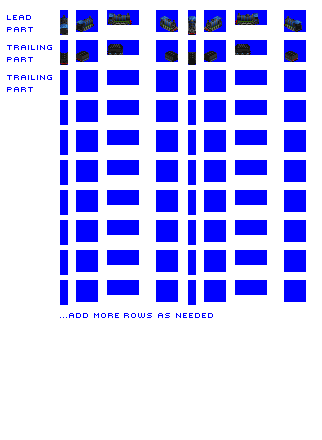 LEAD
PART
TRAILING
PART
TRAILING
PART
...ADD MORE ROWS AS NEEDED